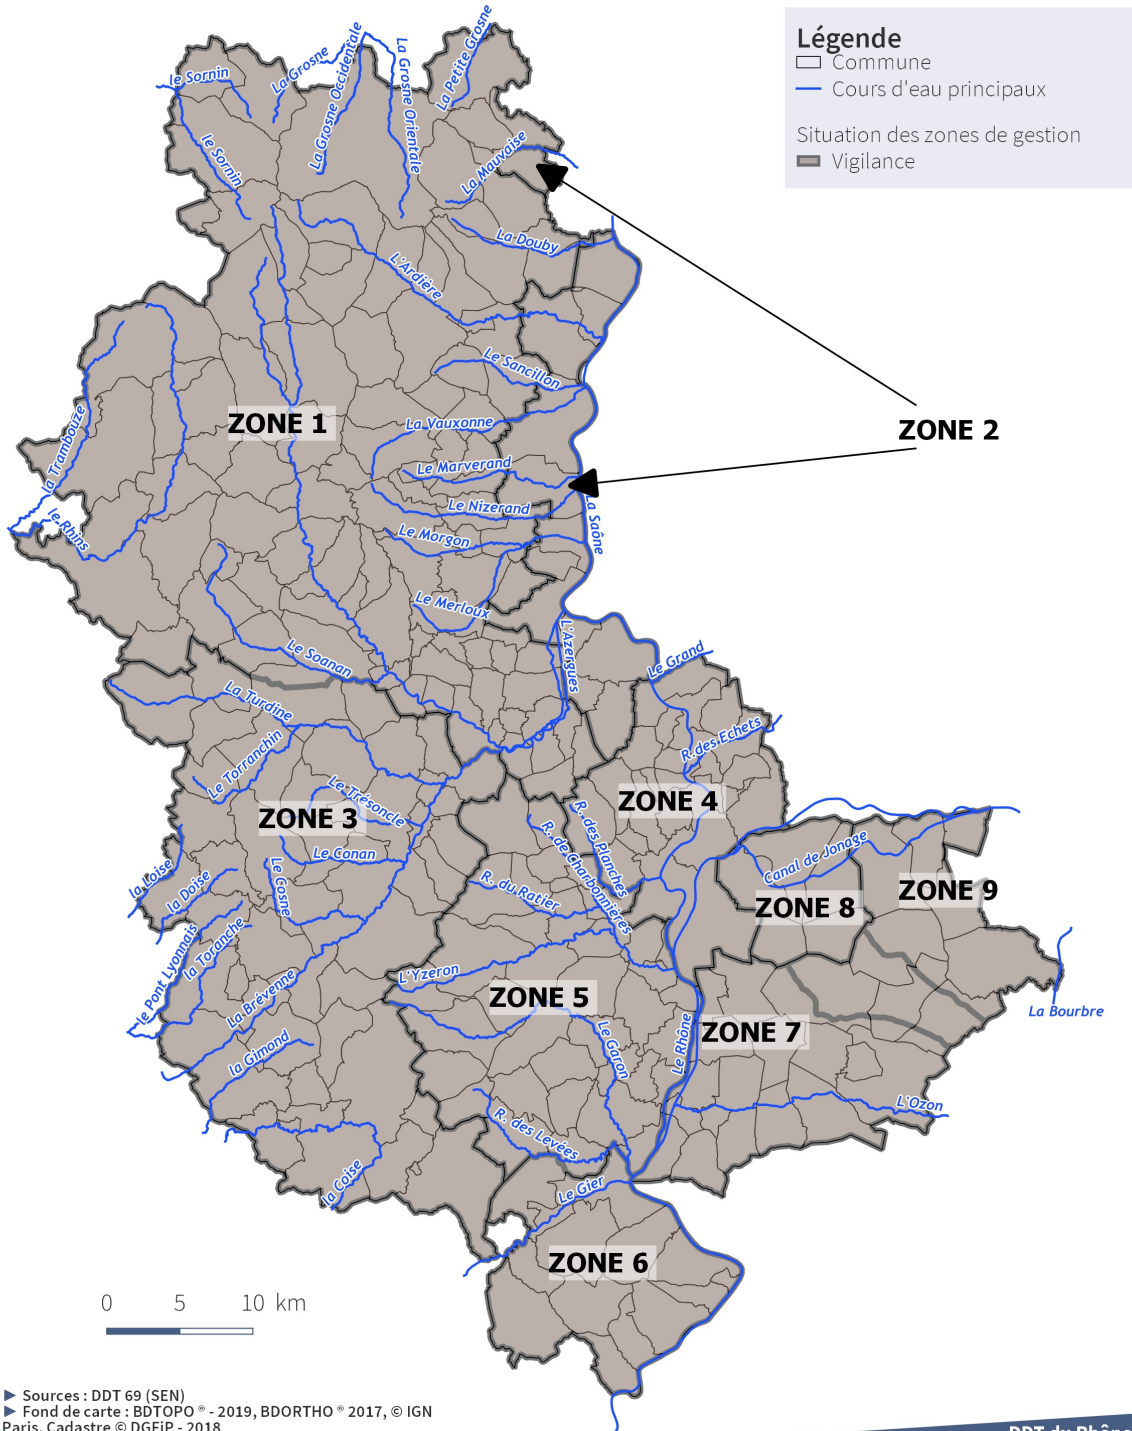 Légende
Commune
Cours d'eau principaux
Situation des zones de gestion
Vigilance
le Sornin
La Grosne
La Grosne Occidentale
La Grosne Orientale
La Petite Grosne
le Sornin
La Mauvaise
La Douby
L'Ardière
Le Sancillon
La Vauxonne
ZONE 1
ZONE 2
la Trambouze
Le Marverand
Le Nizerand
La Saône
le Rhins
Le Morgon
Le Merloux
L'Azergues
Le Soanan
Le Grand
La Turdine
R. des Echets
Le Torranchin
Le Trésoncle
ZONE 3
ZONE 4
R. des Planches
R. de Charbonnières
Le Conan
Canal de Jonage
la Loise
la Doise
Le Cosne
R. du Ratier
ZONE 8
ZONE 9
le Pont Lyonnais
la Toranche
L'Yzeron
La Brévenne
ZONE 5
La Bourbre
ZONE 7
Le Rhône
Le Garon
la Gimond
L'Ozon
R. des Levées
la Coise
Le Gier
ZONE 6
0 5 10 km
► Sources : DDT 69 (SEN)
► Fond de carte : BDTOPO ® - 2019, BDORTHO ® 2017, © IGN
Paris, Cadastre © DGFiP - 2018
DDT du Rhône